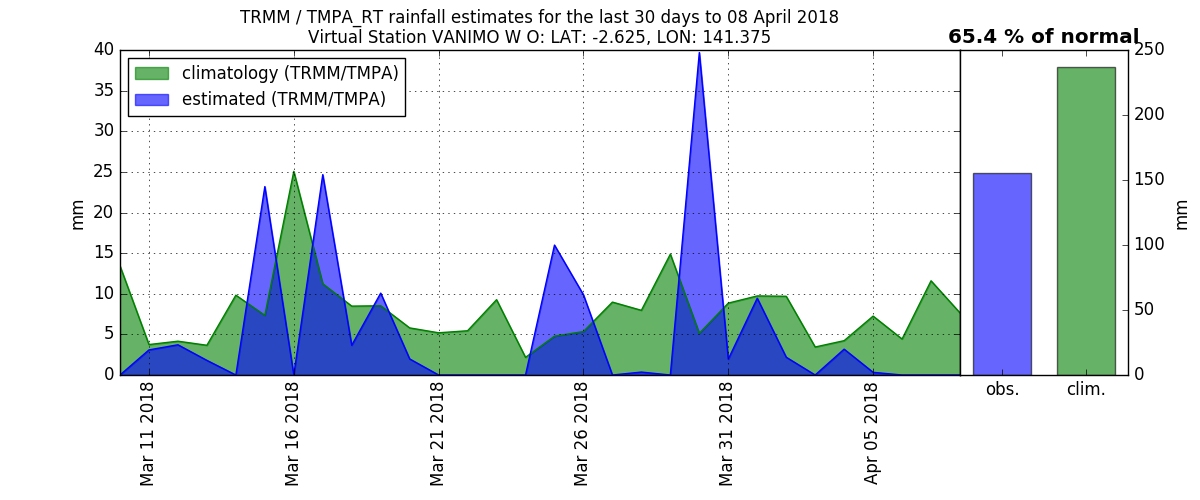 TRMM / TMPA_RT rainfall estimates for the last 30 days to 08 April 2018
Virtual Station VANIMO W O: LAT: -2.625, LON: 141.375
65.4 % of normal
climatology (TRMM/TMPA)
estimated (TRMM/TMPA)
40
35
30
25
20
15
10
5
0
mm
Mar 11 2018
Mar 16 2018
Mar 21 2018
Mar 26 2018
Mar 31 2018
Apr 05 2018
obs.
clim.
250
200
150
100
50
0
mm